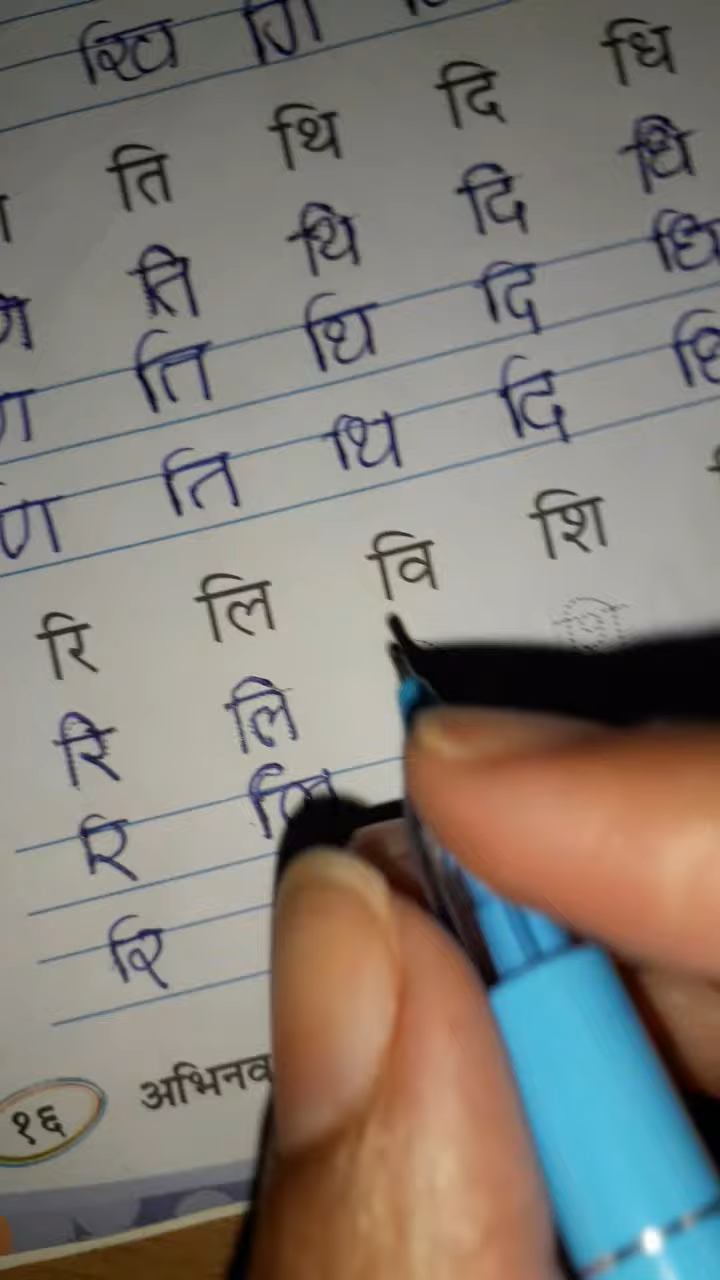 खि गि
ति थि दि धि
ति थि दि धि
णि ति थि दि धि
णि ति थि दि धि
रि लि वि शि
रि लि
रि लि
रि
१६ अभिनव